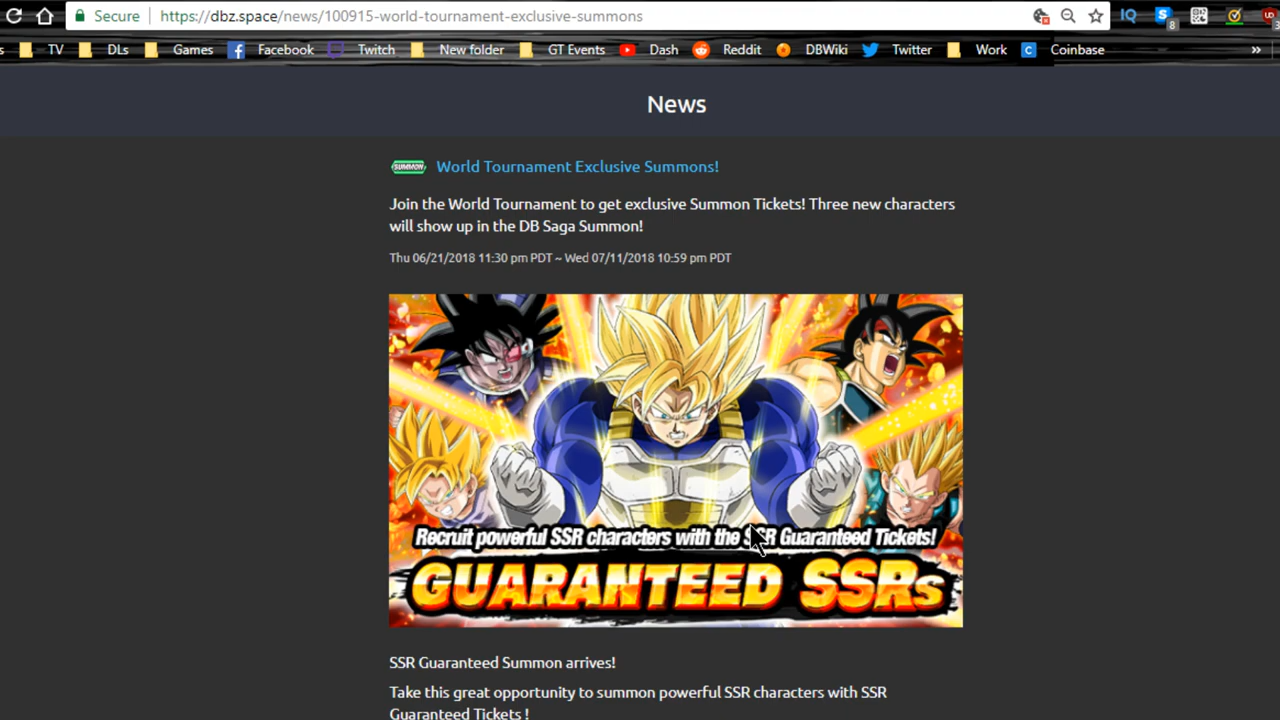 Secure https://dbz.space/news/100915-world-tournament-exclusive-summons
s TV DLs Games Facebook Twitch New folder GT Events Dash Reddit DBWiki Twitter Work C Coinbase »
News
SUMMON World Tournament Exclusive Summons!
Join the World Tournament to get exclusive Summon Tickets! Three new characters
will show up in the DB Saga Summon!
Thu 06/21/2018 11:30 pm PDT ~ Wed 07/11/2018 10:59 pm PDT
Recruit powerful SSR characters with the SSR Guaranteed Tickets!
GUARANTEED SSRs
SSR Guaranteed Summon arrives!
Take this great opportunity to summon powerful SSR characters with SSR
Guaranteed Tickets !